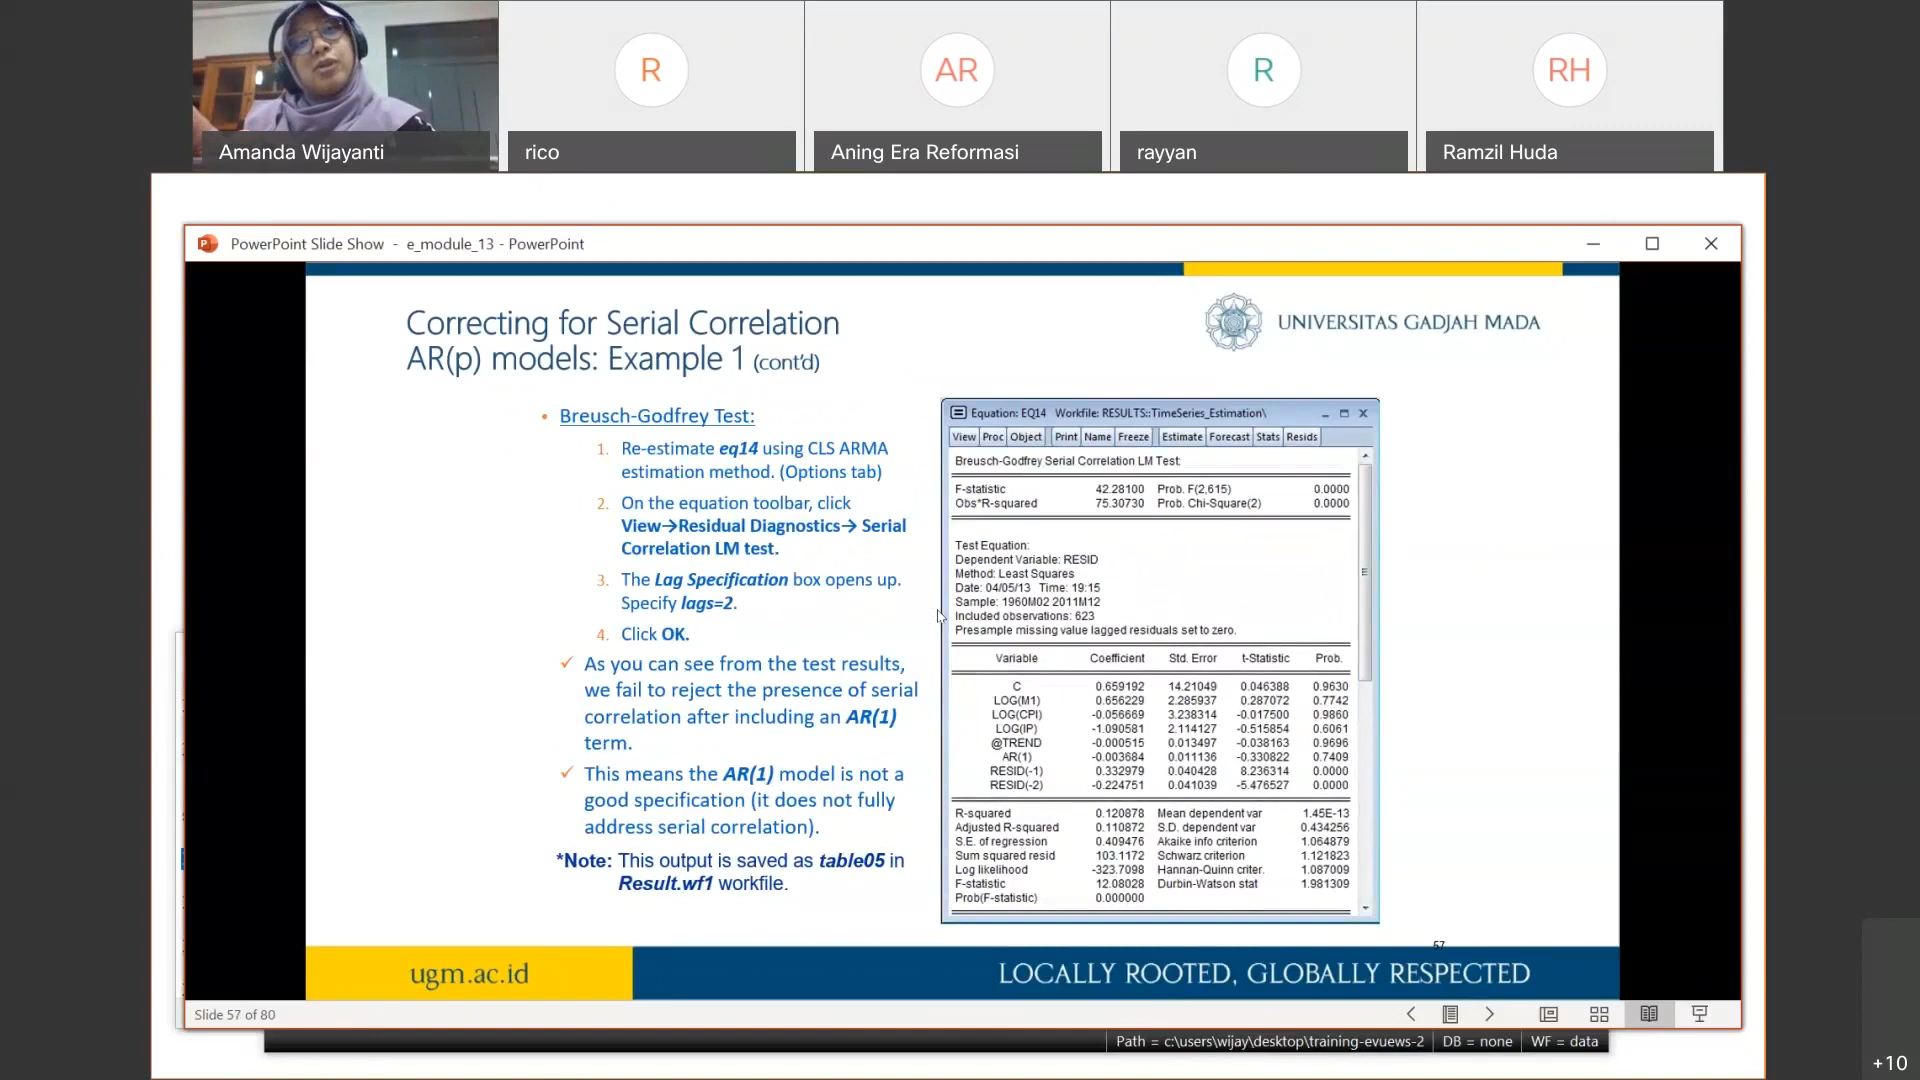 R
AR
R
RH
Amanda Wijayanti
rico
Aning Era Reformasi
rayyan
Ramzil Huda
PowerPoint Slide Show - e_module_13 - PowerPoint
Correcting for Serial Correlation
AR(p) models: Example 1 (cont'd)
UNIVERSITAS GADJAH MADA
• Breusch-Godfrey Test:
1. Re-estimate eq14 using CLS ARMA
estimation method. (Options tab)
2. On the equation toolbar, click
View→Residual Diagnostics→ Serial
Correlation LM test.
3. The Lag Specification box opens up.
Specify lags=2.
4. Click OK.
✓ As you can see from the test results,
we fail to reject the presence of serial
correlation after including an AR(1)
term.
✓ This means the AR(1) model is not a
good specification (it does not fully
address serial correlation).
*Note: This output is saved as table05 in
Result.wf1 workfile.
Equation: EQ14 Workfile: RESULTS::TimeSeries_Estimation\
View Proc Object Print Name Freeze Estimate Forecast Stats Resids
Breusch-Godfrey Serial Correlation LM Test:
F-statistic 42.28100 Prob. F(2,615) 0.0000
Obs*R-squared 75.30730 Prob. Chi-Square(2) 0.0000
Test Equation:
Dependent Variable: RESID
Method: Least Squares
Date: 04/05/13 Time: 19:15
Sample: 1960M02 2011M12
Included observations: 623
Presample missing value lagged residuals set to zero.
Variable Coefficient Std. Error t-Statistic Prob.
C 0.659192 14.21049 0.046388 0.9630
LOG(M1) 0.656229 2.285937 0.287072 0.7742
LOG(CPI) -0.056669 3.238314 -0.017500 0.9860
LOG(IP) -1.090581 2.114127 -0.515854 0.6061
@TREND -0.000515 0.013497 -0.038163 0.9696
AR(1) -0.003684 0.011136 -0.330822 0.7409
RESID(-1) 0.332979 0.040428 8.236314 0.0000
RESID(-2) -0.224751 0.041039 -5.476527 0.0000
R-squared 0.120878 Mean dependent var 1.45E-13
Adjusted R-squared 0.110872 S.D. dependent var 0.434256
S.E. of regression 0.409476 Akaike info criterion 1.064879
Sum squared resid 103.1172 Schwarz criterion 1.121823
Log likelihood -323.7098 Hannan-Quinn criter. 1.087009
F-statistic 12.08028 Durbin-Watson stat 1.981309
Prob(F-statistic) 0.000000
57
ugm.ac.id
LOCALLY ROOTED, GLOBALLY RESPECTED
Slide 57 of 80
Path = c:\users\wijay\desktop\training-evuews-2 DB = none WF = data
+10